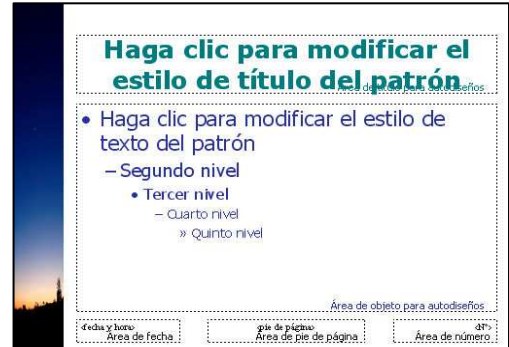 Haga clic para modificar el
estilo de título del patrón
Área de título para autodiseños
• Haga clic para modificar el estilo de
texto del patrón
– Segundo nivel
• Tercer nivel
– Cuarto nivel
» Quinto nivel
Área de objeto para autodiseños
<fecha y hora>
Área de fecha
<pie de página>
Área de pie de página
<Nº>
Área de número